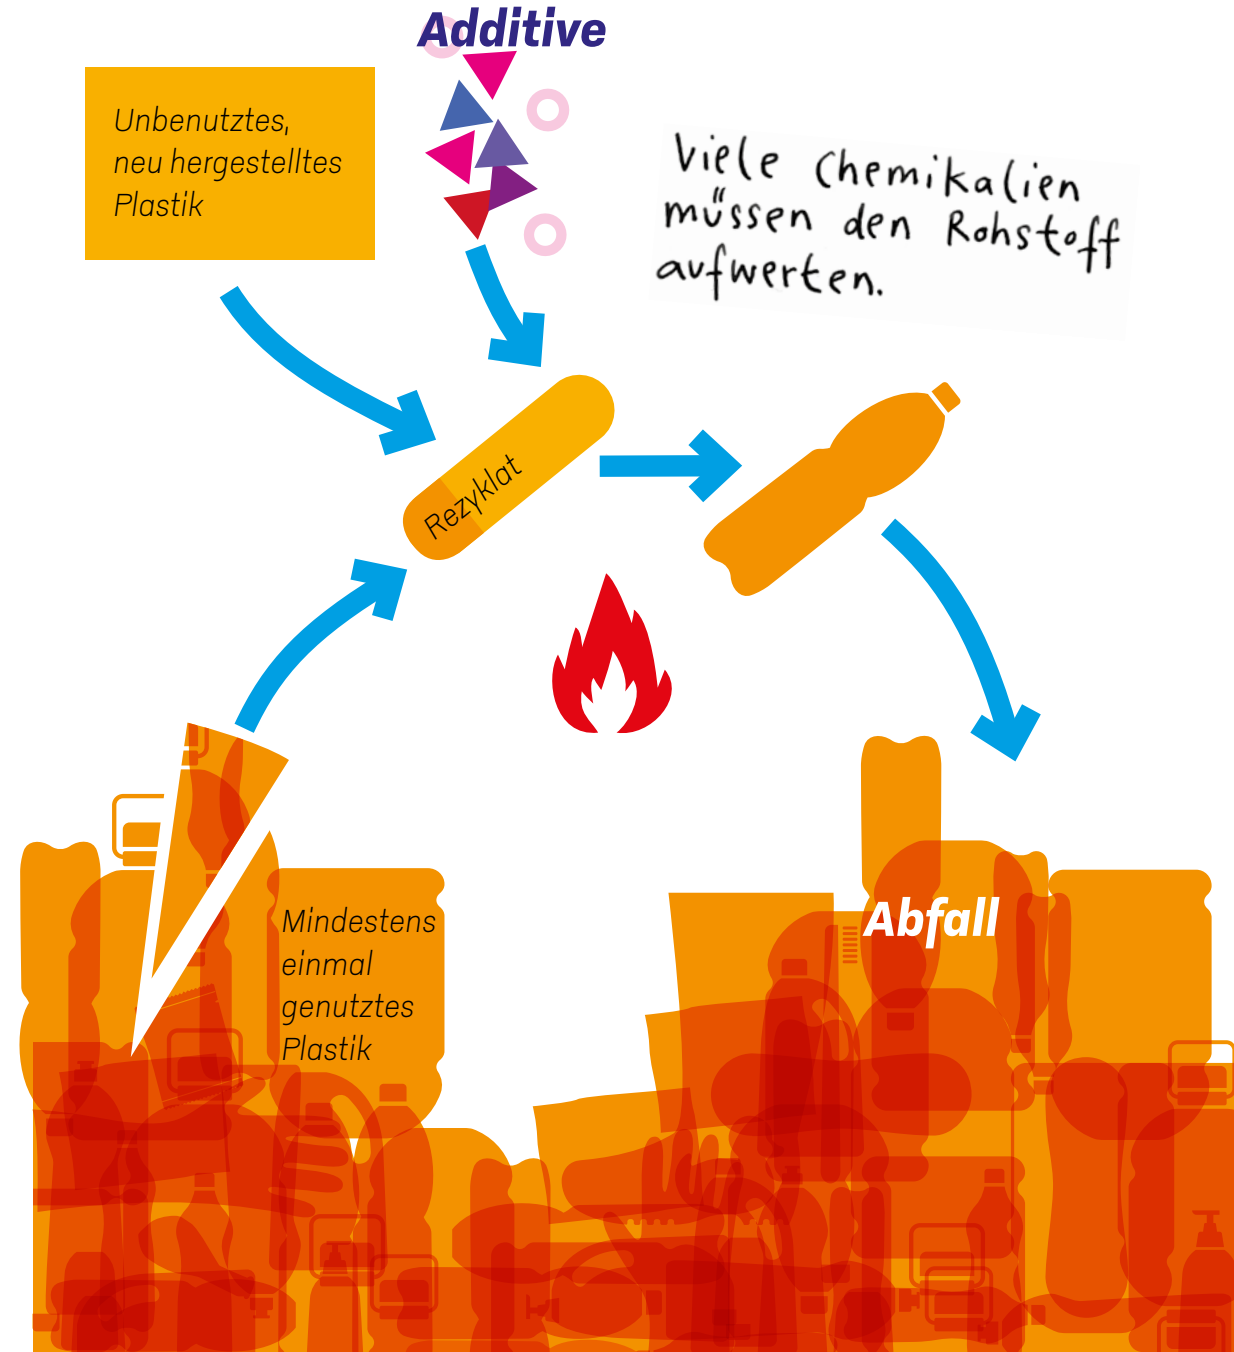 Additive
Unbenutztes,
neu hergestelltes
Plastik
Viele Chemikalien
müssen den Rohstoff
aufwerten.
Rezyklat
Mindestens
einmal
genutztes
Plastik
Abfall